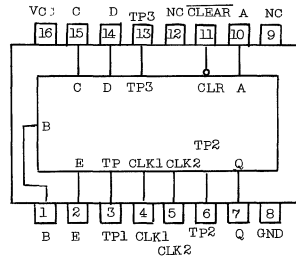 VCC C D TP3 NC CLEAR A NC
16 15 14 13 12 11 10 9
C D TP3 CLR A
B
TP2
E TP CLK1 CLK2 Q
1 2 3 4 5 6 7 8
B E TP1 CLK1 TP2 Q GND
CLK2